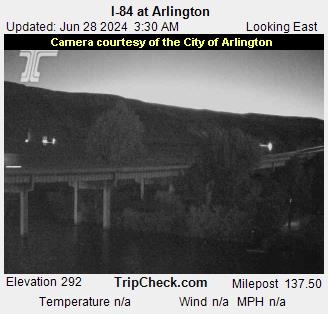 I-84 at Arlington
Updated: Jun 28 2024 3:30 AM Looking East
Camera courtesy of the City of Arlington
Elevation 292 TripCheck.com Milepost 137.50
Temperature n/a Wind n/a MPH n/a